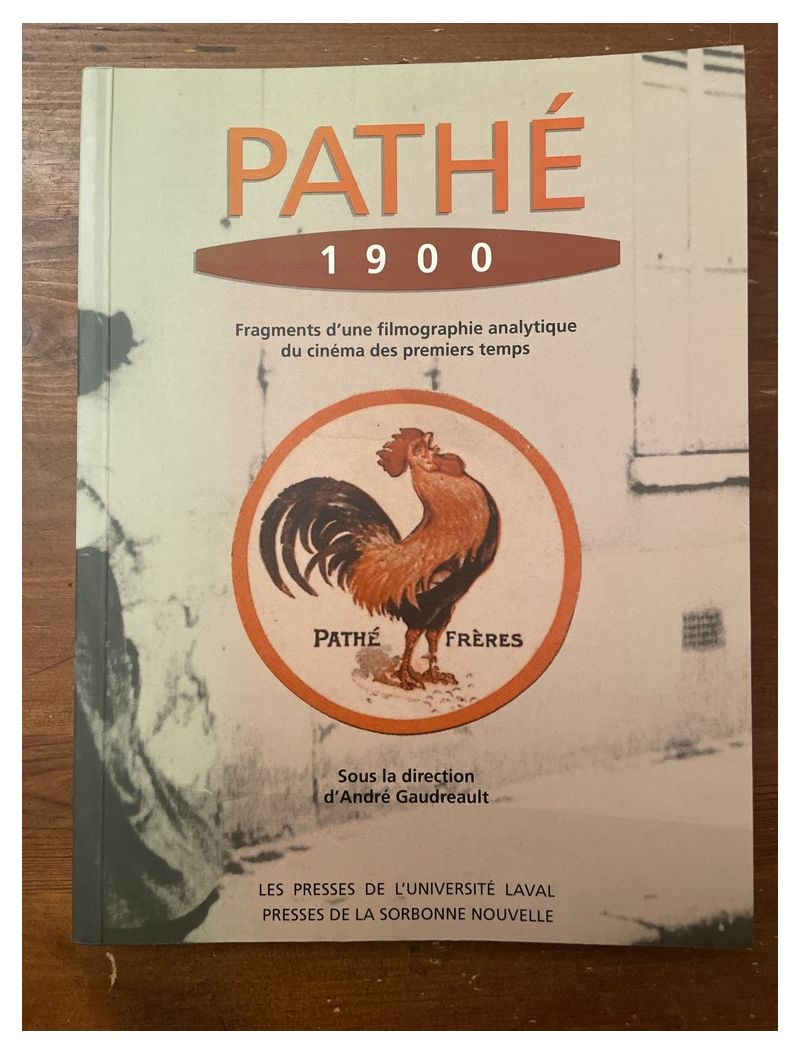 PATHÉ
1900
Fragments d'une filmographie analytique
du cinéma des premiers temps
PATHÉ FRÈRES
Sous la direction
d'André Gaudreault
LES PRESSES DE L'UNIVERSITÉ LAVAL
PRESSES DE LA SORBONNE NOUVELLE